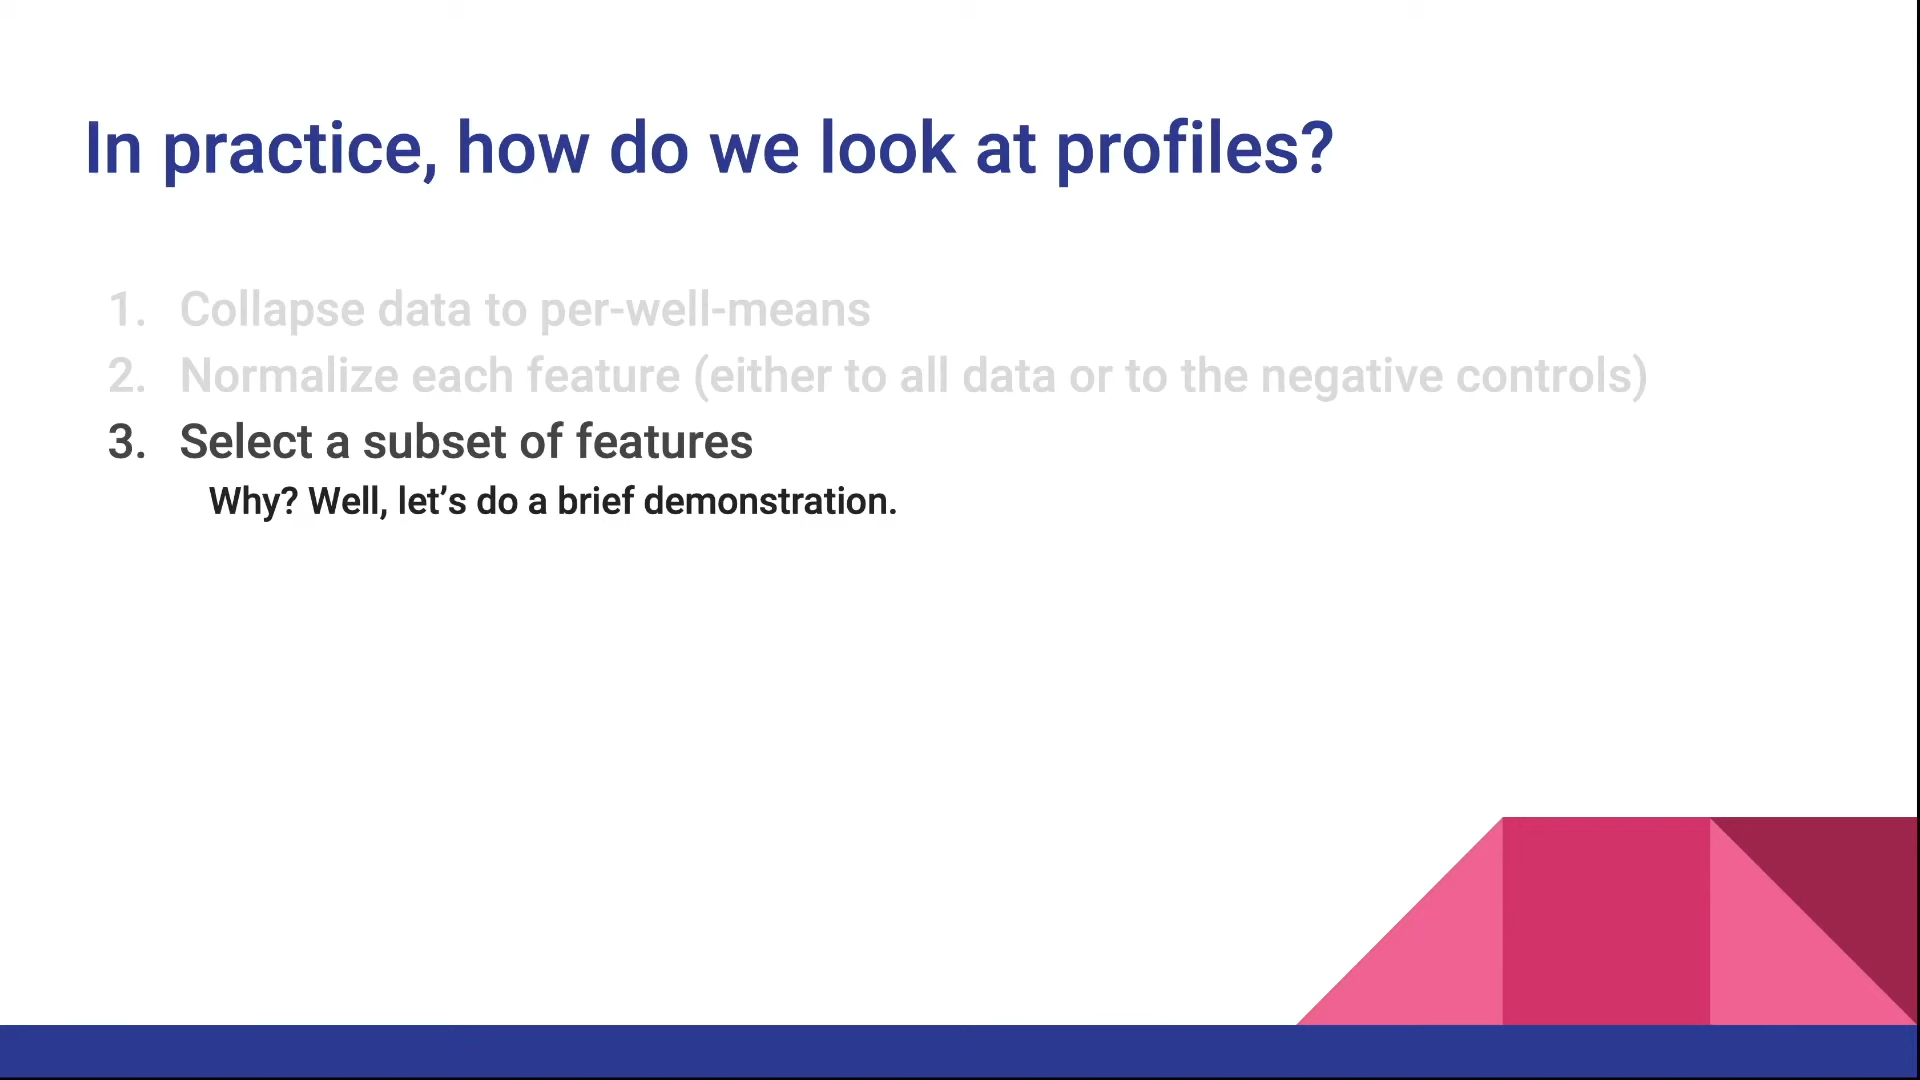 In practice, how do we look at profiles?
1. Collapse data to per-well-means
2. Normalize each feature (either to all data or to the negative controls)
3. Select a subset of features
Why? Well, let’s do a brief demonstration.